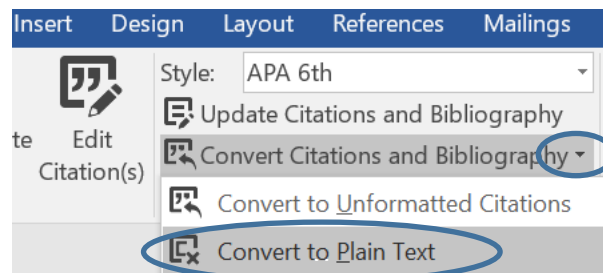 Insert Design Layout References Mailings
Style: APA 6th
Update Citations and Bibliography
te Edit Citation(s)
Convert Citations and Bibliography
Convert to Unformatted Citations
Convert to Plain Text